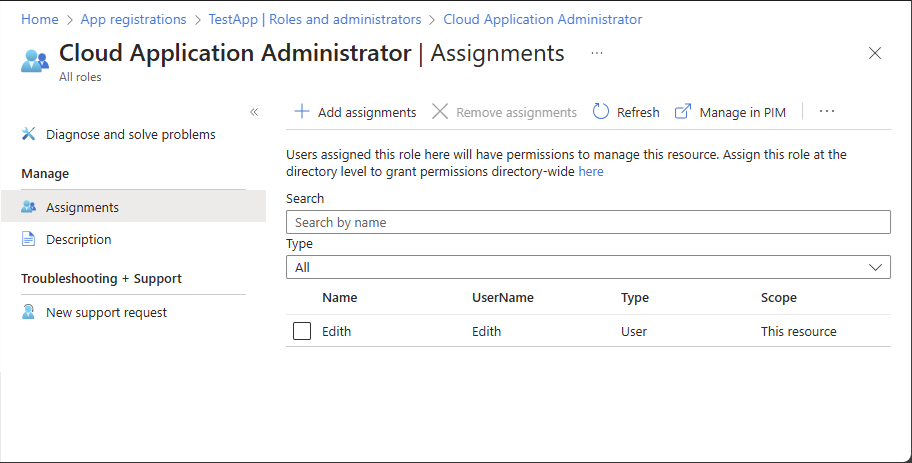 Home > App registrations > TestApp | Roles and administrators > Cloud Application Administrator
Cloud Application Administrator | Assignments ...
All roles
«
Diagnose and solve problems
Manage
Assignments
Description
Troubleshooting + Support
New support request
Add assignments Remove assignments Refresh Manage in PIM ...
Users assigned this role here will have permissions to manage this resource. Assign this role at the
directory level to grant permissions directory-wide here
Search
Search by name
Type
All
Name UserName Type Scope
Edith Edith User This resource